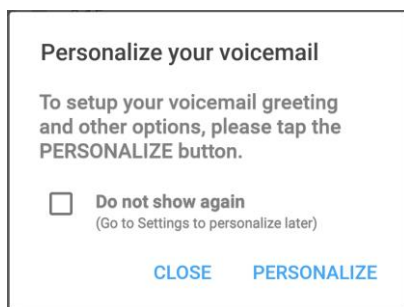 Personalize your voicemail
To setup your voicemail greeting
and other options, please tap the
PERSONALIZE button.
Do not show again
(Go to Settings to personalize later)
CLOSE PERSONALIZE